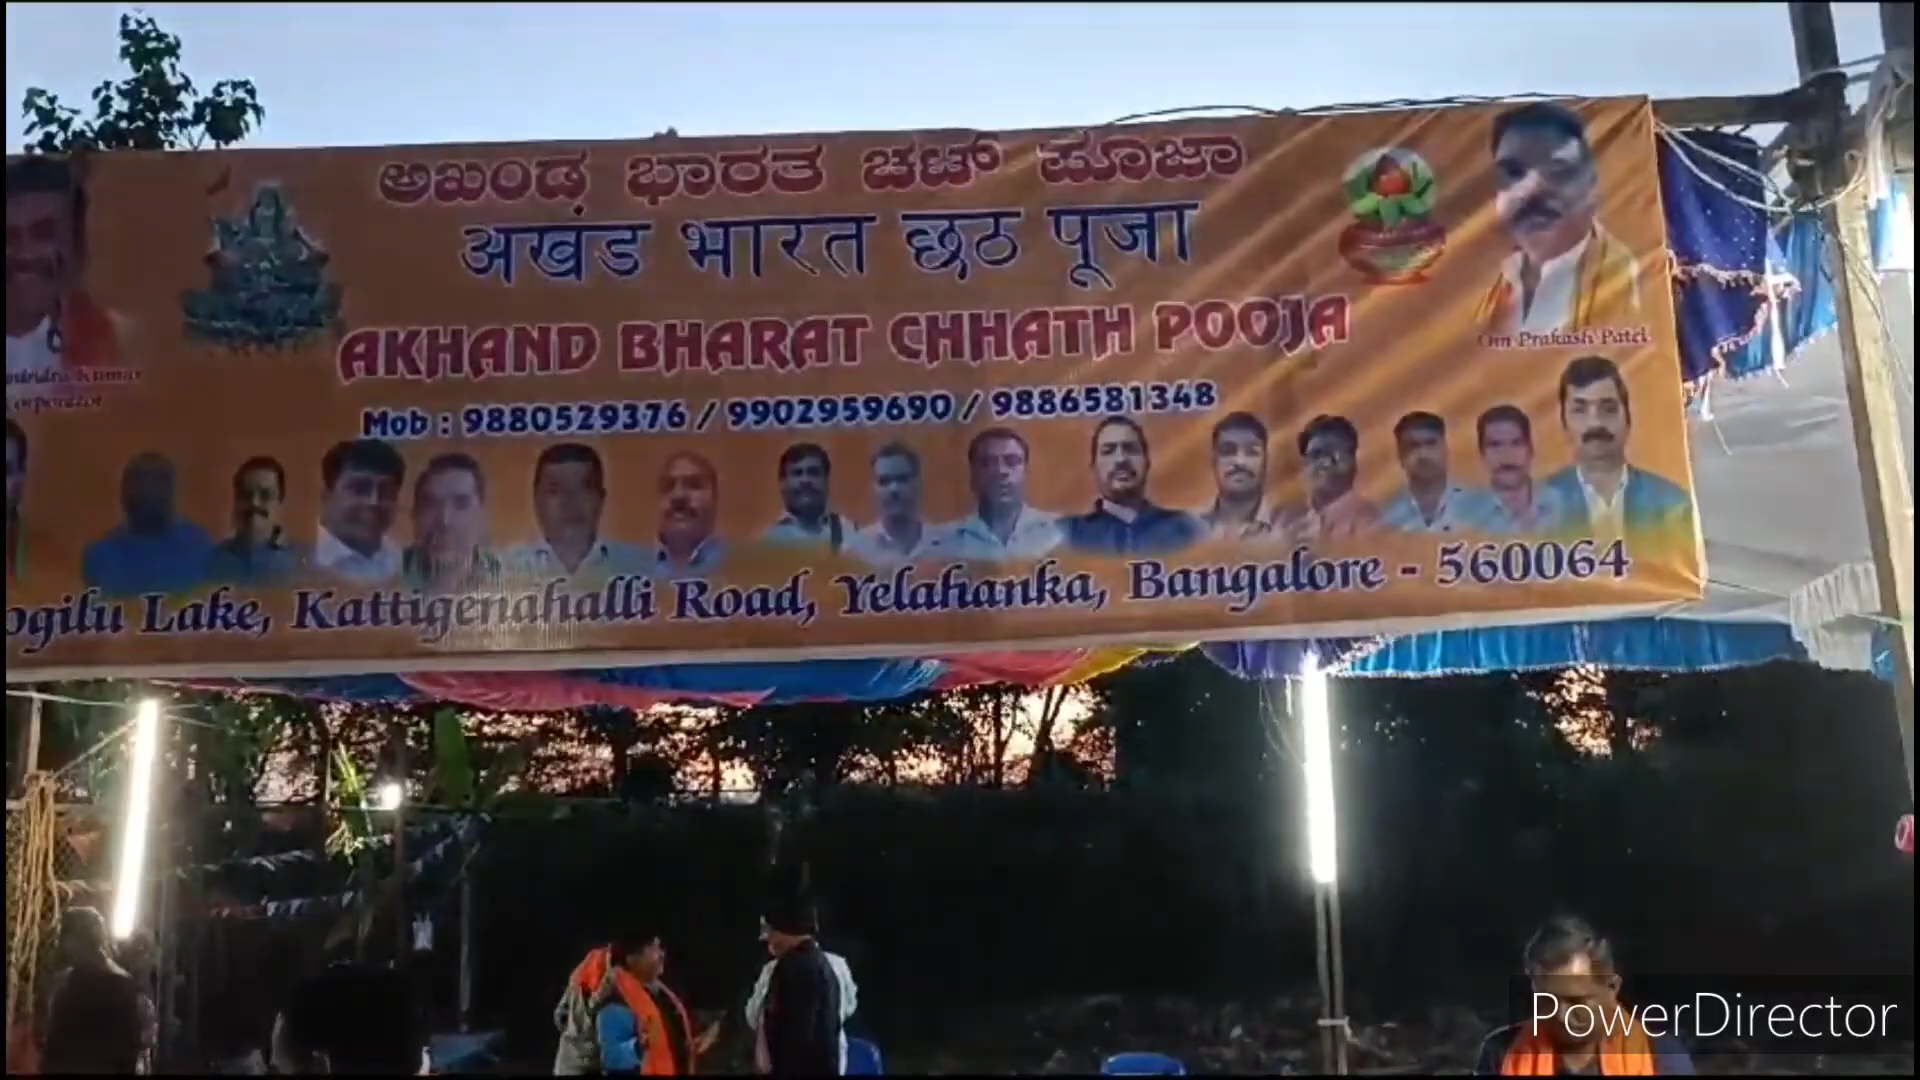 ಅಖಂಡ ಭಾರತ ಚಟ್ ಪೂಜಾ
अखंड भारत छठ पूजा
AKHAND BHARAT CHHATH POOJA
Om Prakash Patel
Mob : 9880529376 / 9902959690 / 9886581348
Lake, Kattigenahalli Road, Yelahanka, Bangalore - 560064
PowerDirector